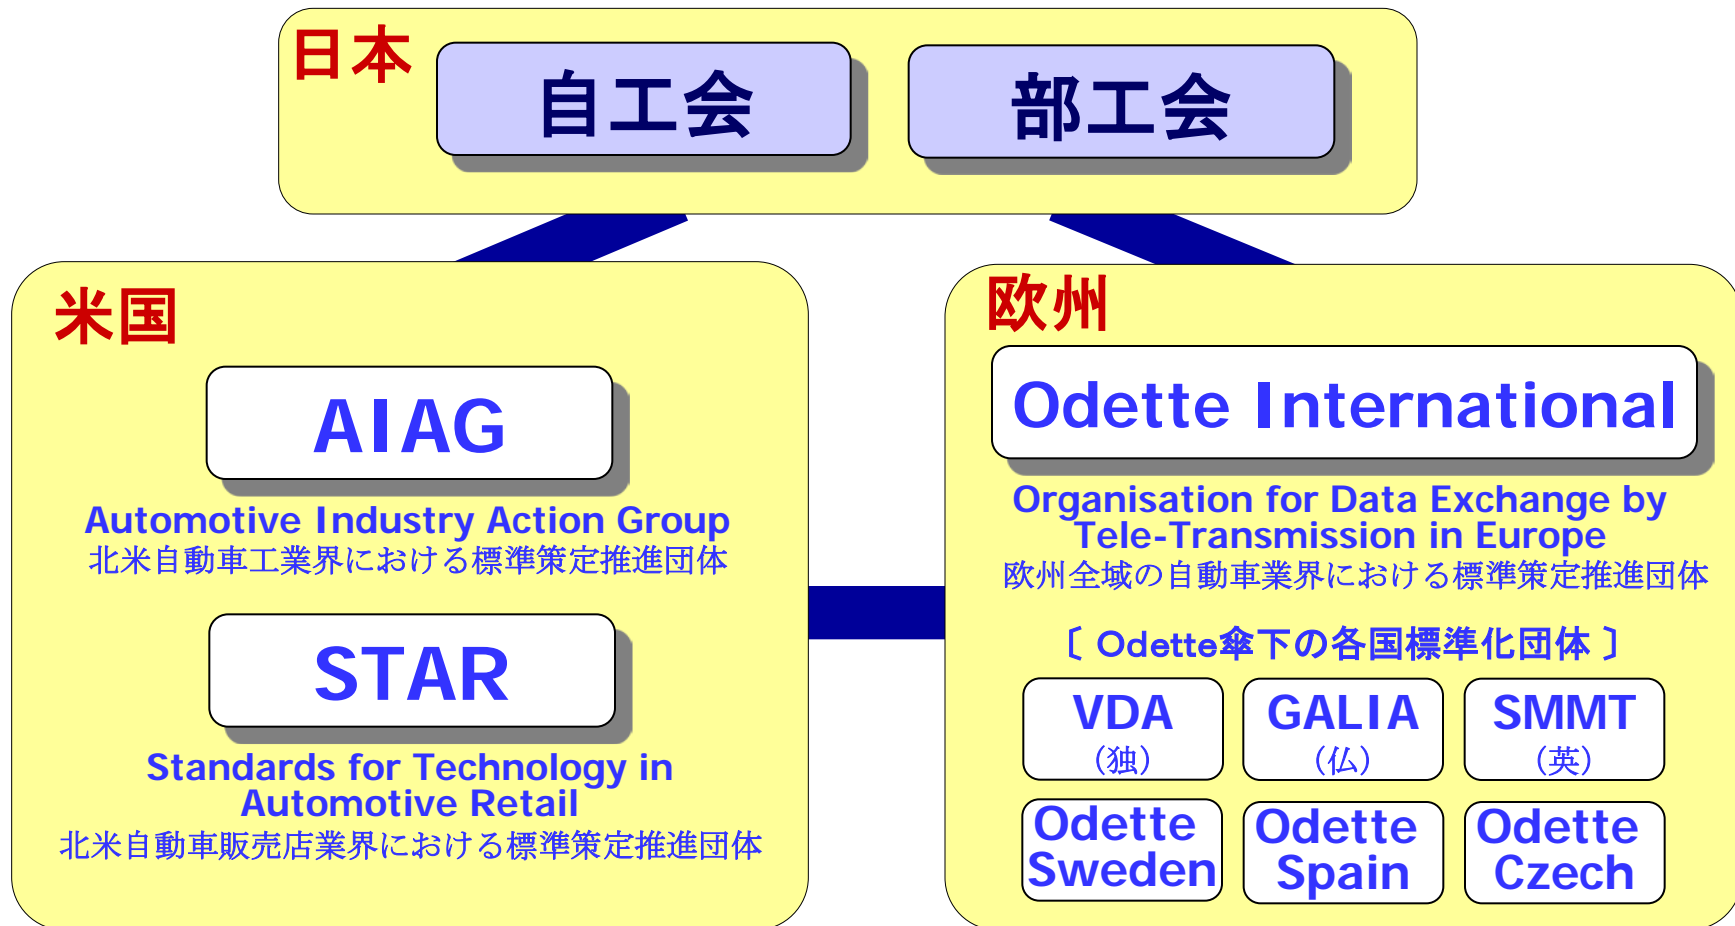 日本
自工会
部工会
米国
AIAG
Automotive Industry Action Group
北米自動車工業界における標準策定推進団体
STAR
Standards for Technology in
Automotive Retail
北米自動車販売店業界における標準策定推進団体
欧州
Odette International
Organisation for Data Exchange by
Tele-Transmission in Europe
欧州全域の自動車業界における標準策定推進団体
〔 Odette傘下の各国標準化団体 〕
VDA
（独）
GALIA
（仏）
SMMT
（英）
Odette
Sweden
Odette
Spain
Odette
Czech